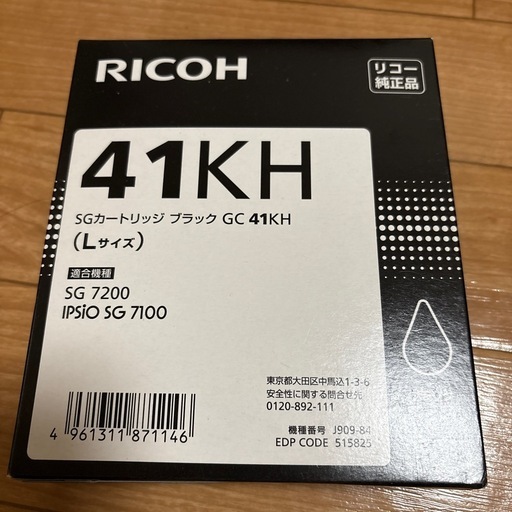 RICOH
リコー
純正品
41KH
SGカートリッジ ブラック GC 41KH
(Lサイズ)
適合機種
SG 7200
IPSiO SG 7100
東京都大田区中馬込1-3-6
安全性に関する問合せ先
0120-892-111
4 961311 871146
機種番号 J909-84
EDP CODE 515825